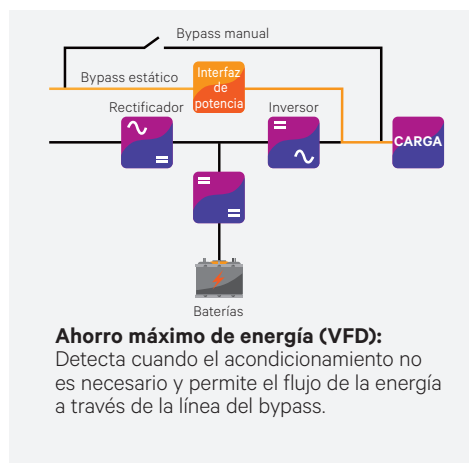 Bypass manual
Bypass estático
Interfaz
de
potencia
Rectificador
Inversor
CARGA
Baterías
Ahorro máximo de energía (VFD):
Detecta cuando el acondicionamiento no
es necesario y permite el flujo de la energía
a través de la línea del bypass.